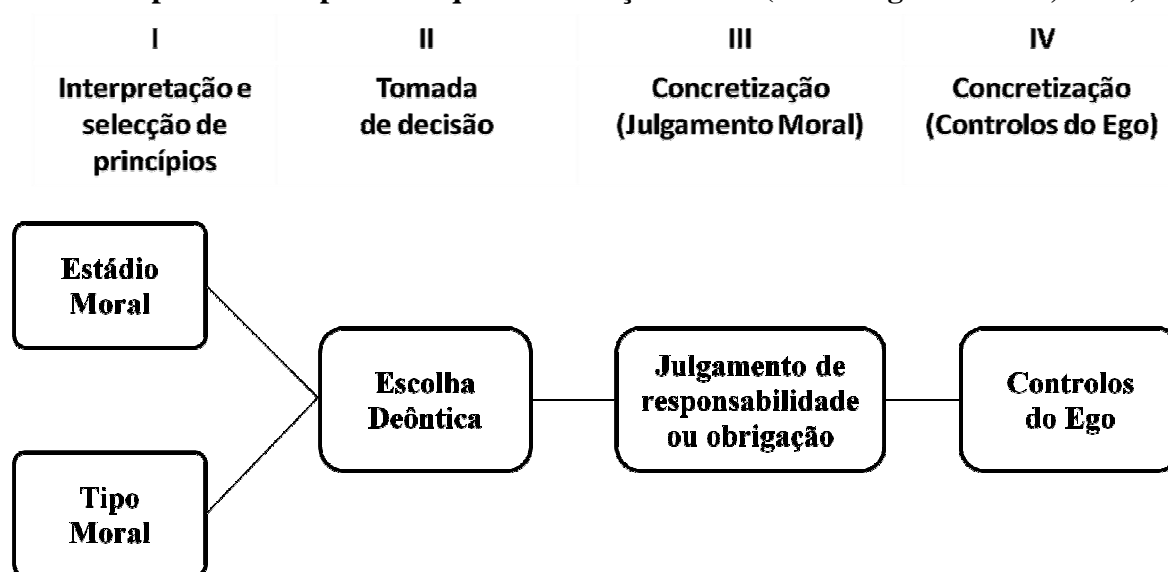 I
II
III
IV
Interpretação e
selecção de
princípios
Tomada
de decisão
Concretização
(Julgamento Moral)
Concretização
(Controlos do Ego)
Estádio
Moral
Escolha
Deôntica
Julgamento de
responsabilidade
ou obrigação
Controlos
do Ego
Tipo
Moral